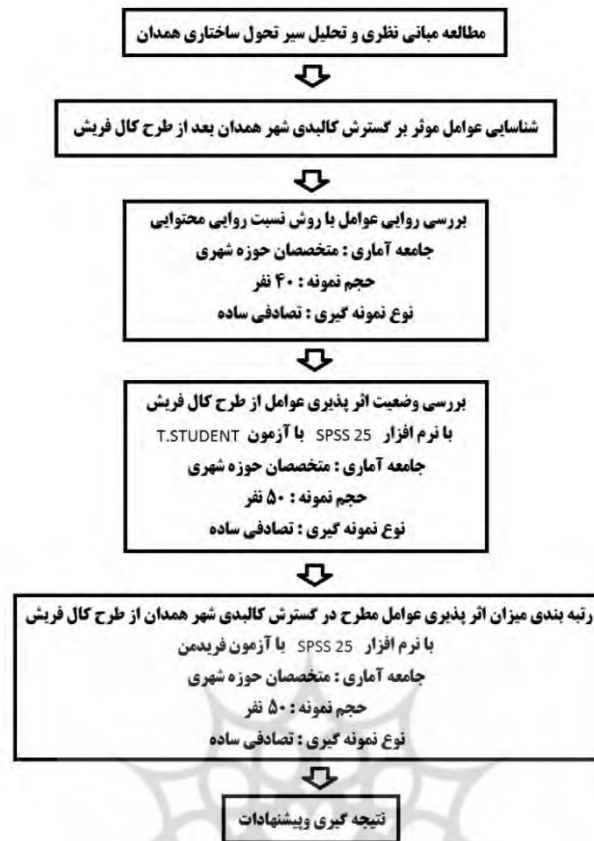 مطالعه مبانی نظری و تحلیل سیر تحول ساختاری همدان
شناسایی عوامل موثر بر گسترش کالبدی شهر همدان بعد از طرح کال فریش
بررسی روایی عوامل با روش نسبت روایی محتوایی
جامعه آماری : متخصصان حوزه شهری
حجم نمونه : ۴۰ نفر
نوع نمونه گیری : تصادفی ساده
بررسی وضعیت اثر پذیری عوامل از طرح کال فریش
با نرم افزار SPSS 25 با آزمون T.STUDENT
جامعه آماری : متخصصان حوزه شهری
حجم نمونه : ۵۰ نفر
نوع نمونه گیری : تصادفی ساده
رتبه بندی میزان اثر پذیری عوامل مطرح در گسترش کالبدی شهر همدان از طرح کال فریش
با نرم افزار SPSS 25 با آزمون فریدمن
جامعه آماری : متخصصان حوزه شهری
حجم نمونه : ۵۰ نفر
نوع نمونه گیری : تصادفی ساده
نتیجه گیری وپیشنهادات